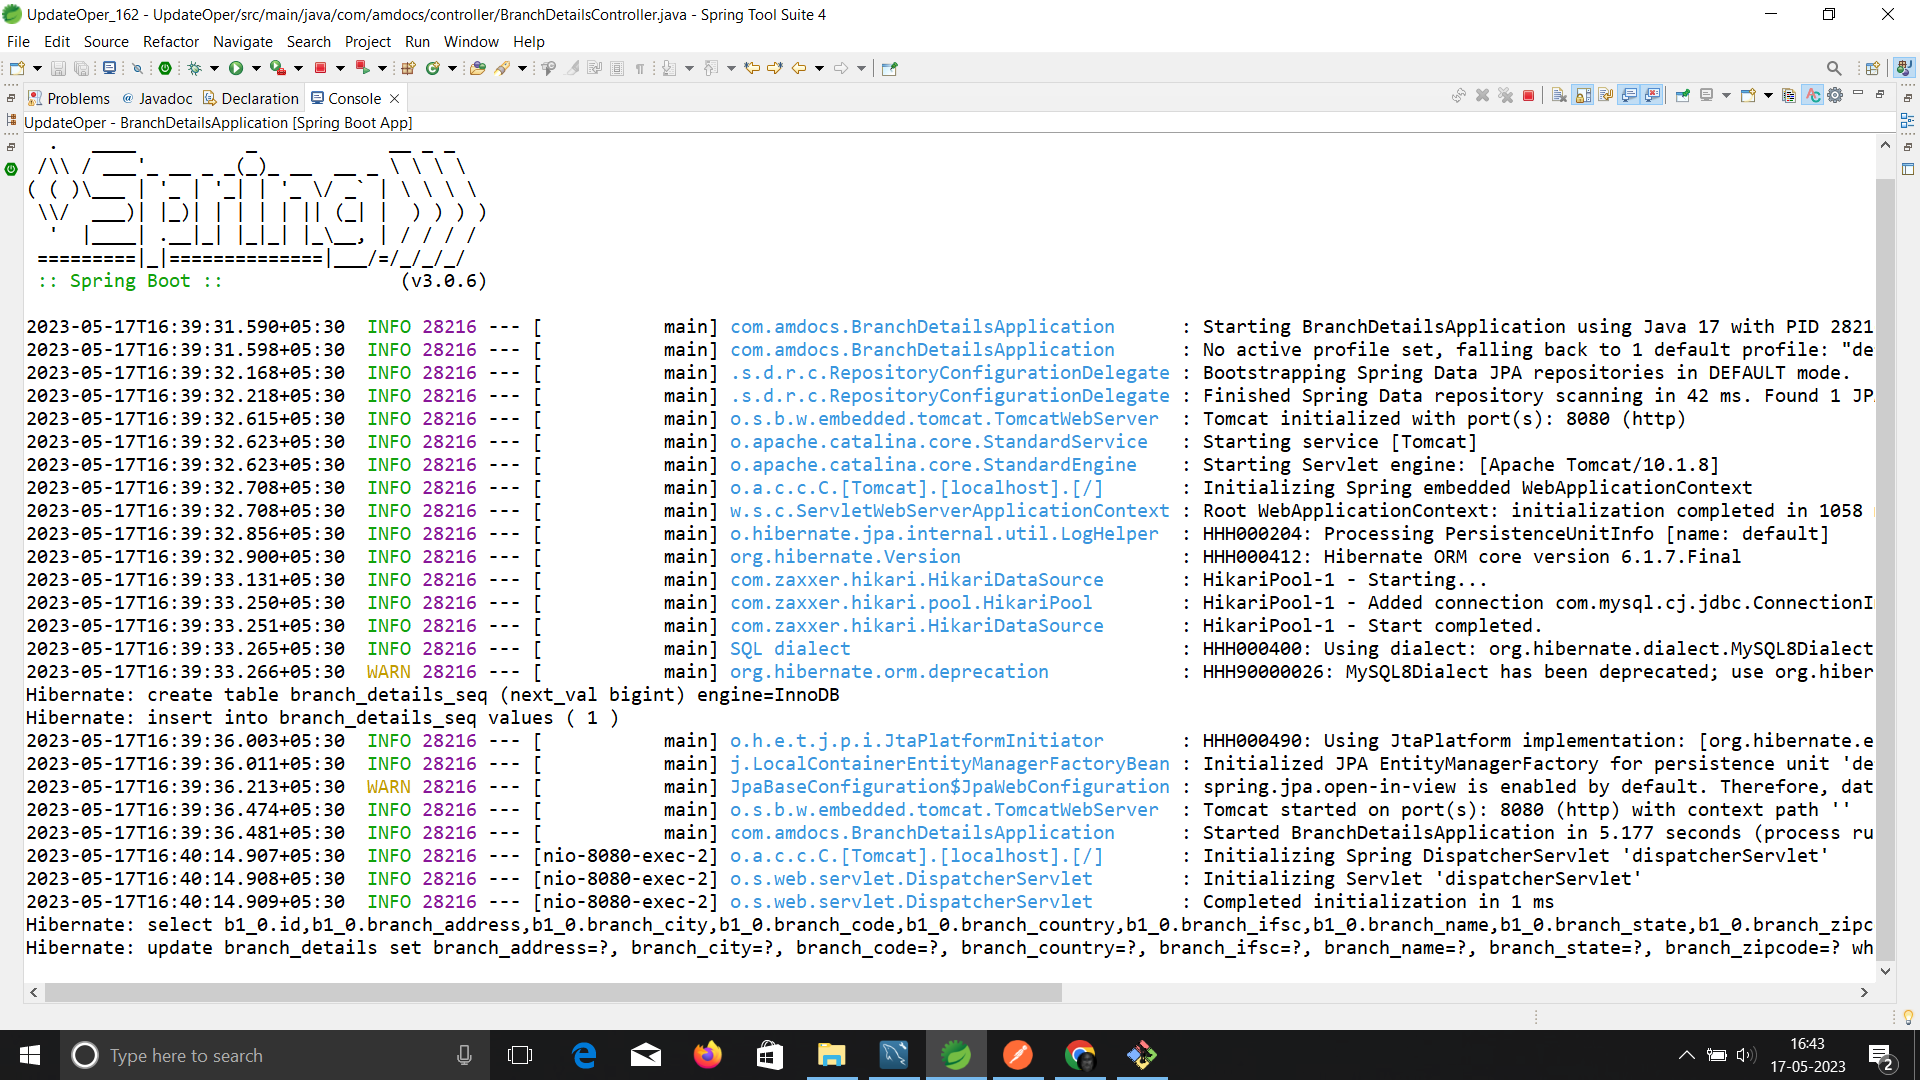 UpdateOper_162 - UpdateOper/src/main/java/com/amdocs/controller/BranchDetailsController.java - Spring Tool Suite 4
File Edit Source Refactor Navigate Search Project Run Window Help
Problems @ Javadoc Declaration Console
UpdateOper - BranchDetailsApplication [Spring Boot App]
:: Spring Boot :: (v3.0.6)
2023-05-17T16:39:31.590+05:30 INFO 28216 --- [ main] com.amdocs.BranchDetailsApplication : Starting BranchDetailsApplication using Java 17 with PID 2821
2023-05-17T16:39:31.598+05:30 INFO 28216 --- [ main] com.amdocs.BranchDetailsApplication : No active profile set, falling back to 1 default profile: "de
2023-05-17T16:39:32.168+05:30 INFO 28216 --- [ main] .s.d.r.c.RepositoryConfigurationDelegate : Bootstrapping Spring Data JPA repositories in DEFAULT mode.
2023-05-17T16:39:32.218+05:30 INFO 28216 --- [ main] .s.d.r.c.RepositoryConfigurationDelegate : Finished Spring Data repository scanning in 42 ms. Found 1 JP
2023-05-17T16:39:32.615+05:30 INFO 28216 --- [ main] o.s.b.w.embedded.tomcat.TomcatWebServer : Tomcat initialized with port(s): 8080 (http)
2023-05-17T16:39:32.623+05:30 INFO 28216 --- [ main] o.apache.catalina.core.StandardService : Starting service [Tomcat]
2023-05-17T16:39:32.623+05:30 INFO 28216 --- [ main] o.apache.catalina.core.StandardEngine : Starting Servlet engine: [Apache Tomcat/10.1.8]
2023-05-17T16:39:32.708+05:30 INFO 28216 --- [ main] o.a.c.c.C.[Tomcat].[localhost].[/] : Initializing Spring embedded WebApplicationContext
2023-05-17T16:39:32.708+05:30 INFO 28216 --- [ main] w.s.c.ServletWebServerApplicationContext : Root WebApplicationContext: initialization completed in 1058
2023-05-17T16:39:32.856+05:30 INFO 28216 --- [ main] o.hibernate.jpa.internal.util.LogHelper : HHH000204: Processing PersistenceUnitInfo [name: default]
2023-05-17T16:39:32.900+05:30 INFO 28216 --- [ main] org.hibernate.Version : HHH000412: Hibernate ORM core version 6.1.7.Final
2023-05-17T16:39:33.131+05:30 INFO 28216 --- [ main] com.zaxxer.hikari.HikariDataSource : HikariPool-1 - Starting...
2023-05-17T16:39:33.250+05:30 INFO 28216 --- [ main] com.zaxxer.hikari.pool.HikariPool : HikariPool-1 - Added connection com.mysql.cj.jdbc.ConnectionI
2023-05-17T16:39:33.251+05:30 INFO 28216 --- [ main] com.zaxxer.hikari.HikariDataSource : HikariPool-1 - Start completed.
2023-05-17T16:39:33.265+05:30 INFO 28216 --- [ main] SQL dialect : HHH000400: Using dialect: org.hibernate.dialect.MySQL8Dialect
2023-05-17T16:39:33.266+05:30 WARN 28216 --- [ main] org.hibernate.orm.deprecation : HHH90000026: MySQL8Dialect has been deprecated; use org.hiber
Hibernate: create table branch_details_seq (next_val bigint) engine=InnoDB
Hibernate: insert into branch_details_seq values ( 1 )
2023-05-17T16:39:36.003+05:30 INFO 28216 --- [ main] o.h.e.t.j.p.i.JtaPlatformInitiator : HHH000490: Using JtaPlatform implementation: [org.hibernate.e
2023-05-17T16:39:36.011+05:30 INFO 28216 --- [ main] j.LocalContainerEntityManagerFactoryBean : Initialized JPA EntityManagerFactory for persistence unit 'de
2023-05-17T16:39:36.213+05:30 WARN 28216 --- [ main] JpaBaseConfiguration$JpaWebConfiguration : spring.jpa.open-in-view is enabled by default. Therefore, dat
2023-05-17T16:39:36.474+05:30 INFO 28216 --- [ main] o.s.b.w.embedded.tomcat.TomcatWebServer : Tomcat started on port(s): 8080 (http) with context path ''
2023-05-17T16:39:36.481+05:30 INFO 28216 --- [ main] com.amdocs.BranchDetailsApplication : Started BranchDetailsApplication in 5.177 seconds (process ru
2023-05-17T16:40:14.907+05:30 INFO 28216 --- [nio-8080-exec-2] o.a.c.c.C.[Tomcat].[localhost].[/] : Initializing Spring DispatcherServlet 'dispatcherServlet'
2023-05-17T16:40:14.908+05:30 INFO 28216 --- [nio-8080-exec-2] o.s.web.servlet.DispatcherServlet : Initializing Servlet 'dispatcherServlet'
2023-05-17T16:40:14.909+05:30 INFO 28216 --- [nio-8080-exec-2] o.s.web.servlet.DispatcherServlet : Completed initialization in 1 ms
Hibernate: select b1_0.id,b1_0.branch_address,b1_0.branch_city,b1_0.branch_code,b1_0.branch_country,b1_0.branch_ifsc,b1_0.branch_name,b1_0.branch_state,b1_0.branch_zipc
Hibernate: update branch_details set branch_address=?, branch_city=?, branch_code=?, branch_country=?, branch_ifsc=?, branch_name=?, branch_state=?, branch_zipcode=? wh
Type here to search
16:43
17-05-2023
2